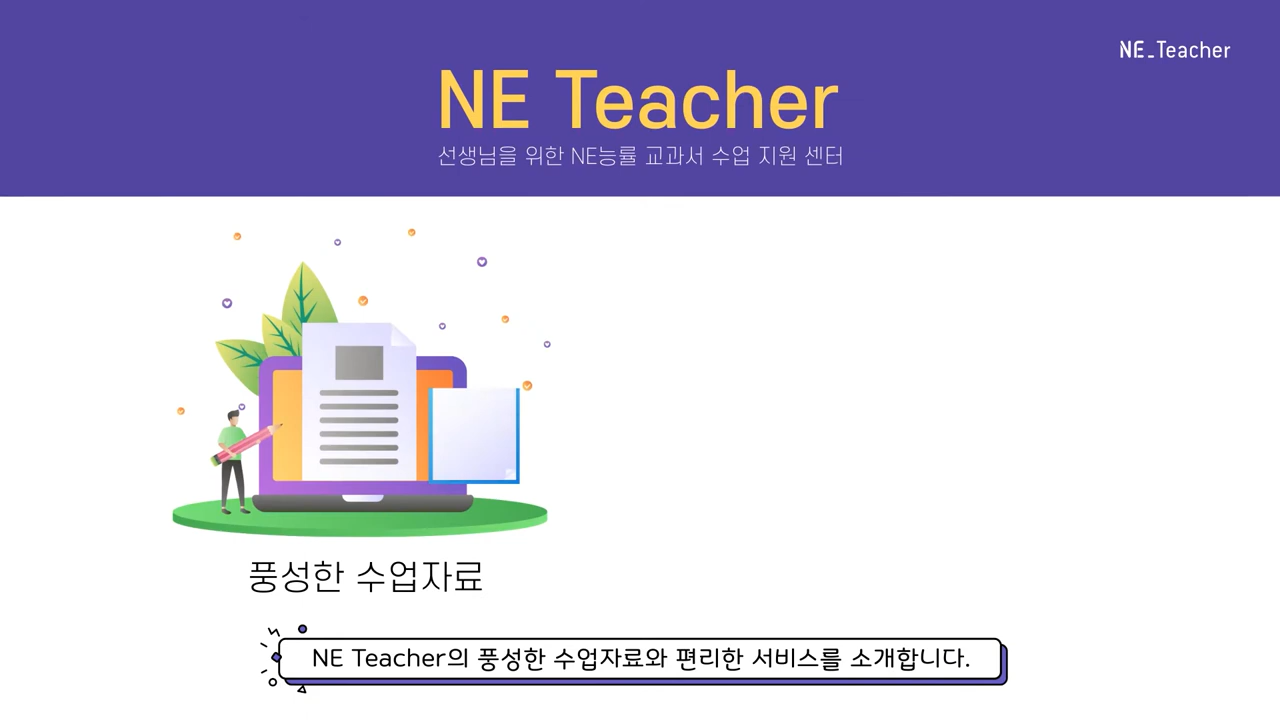 NE_Teacher
NE Teacher
선생님을 위한 NE능률 교과서 수업 지원 센터
풍성한 수업자료
NE Teacher의 풍성한 수업자료와 편리한 서비스를 소개합니다.